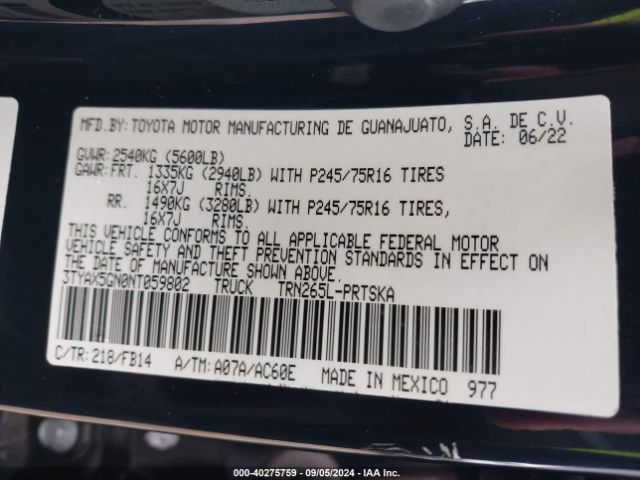 MFD.BY:TOYOTA MOTOR MANUFACTURING DE GUANAJUATO, S.A. DE C.V.
DATE: 06/22
GVWR:2540KG (5600LB)
GAWR:FRT. 1335KG (2940LB) WITH P245/75R16 TIRES
16X7J RIMS.
RR. 1490KG (3280LB) WITH P245/75R16 TIRES,
16X7J RIMS.
THIS VEHICLE CONFORMS TO ALL APPLICABLE FEDERAL MOTOR
VEHICLE SAFETY AND THEFT PREVENTION STANDARDS IN EFFECT ON
THE DATE OF MANUFACTURE SHOWN ABOVE.
3TYAX5GN0NT059802 TRUCK TRN265L-PRTSKA
C/TR:218/FB14 A/TM:A07A/AC60E MADE IN MEXICO 977
000-40275759 - 09/05/2024 - IAA Inc.